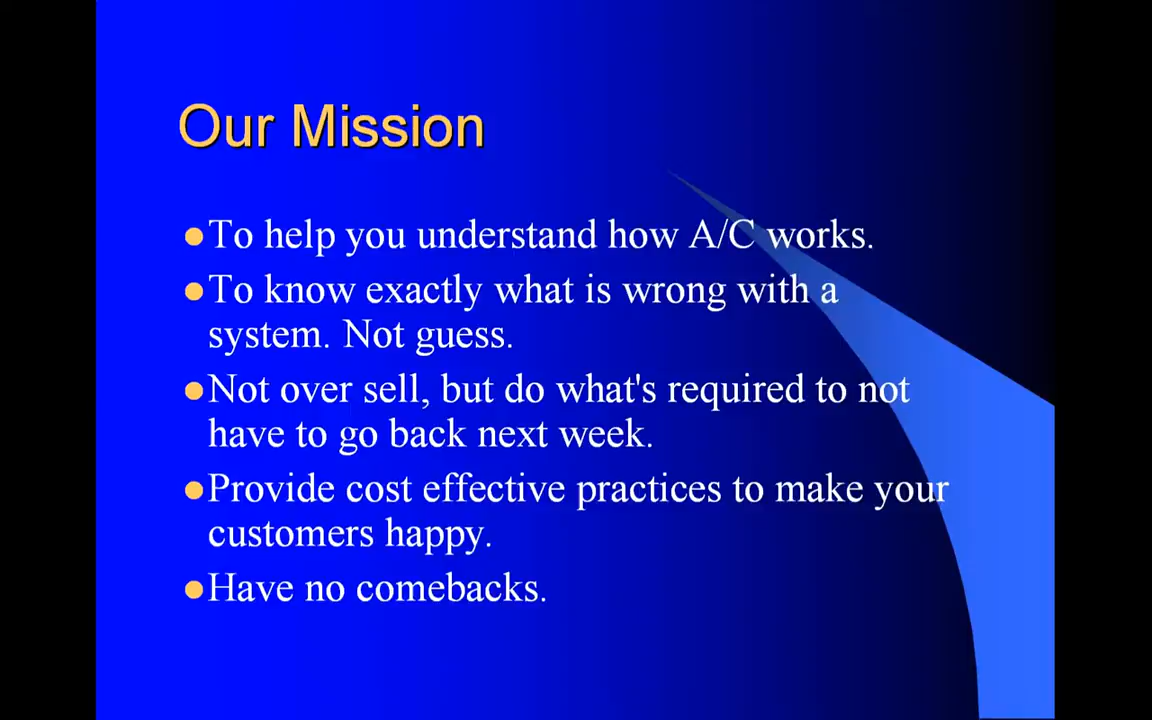 Our Mission
To help you understand how A/C works.
To know exactly what is wrong with a
system. Not guess.
Not over sell, but do what's required to not
have to go back next week.
Provide cost effective practices to make your
customers happy.
Have no comebacks.